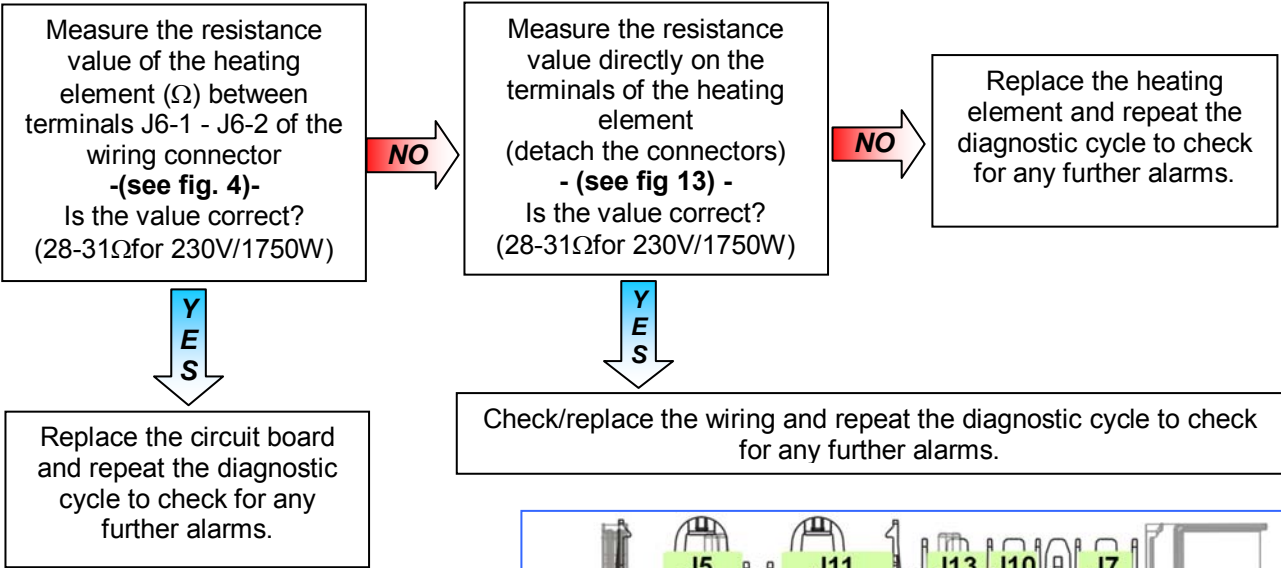 Measure the resistance
value of the heating
element (Ω) between
terminals J6-1 - J6-2 of the
wiring connector
-(see fig. 4)-
Is the value correct?
(28-31Ωfor 230V/1750W)
NO
Measure the resistance
value directly on the
terminals of the heating
element
(detach the connectors)
- (see fig 13) -
Is the value correct?
(28-31Ωfor 230V/1750W)
NO
Replace the heating
element and repeat the
diagnostic cycle to check
for any further alarms.
YES
YES
Replace the circuit board
and repeat the diagnostic
cycle to check for any
further alarms.
Check/replace the wiring and repeat the diagnostic cycle to check
for any further alarms.
J5 J11 J13 J10 J7